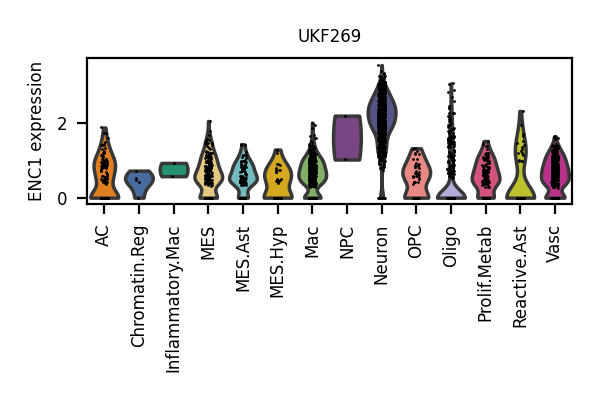 UKF269
ENC1 expression
2
0
AC
Chromatin.Reg
Inflammatory.Mac
MES
MES.Ast
MES.Hyp
Mac
NPC
Neuron
OPC
Oligo
Prolif.Metab
Reactive.Ast
Vasc